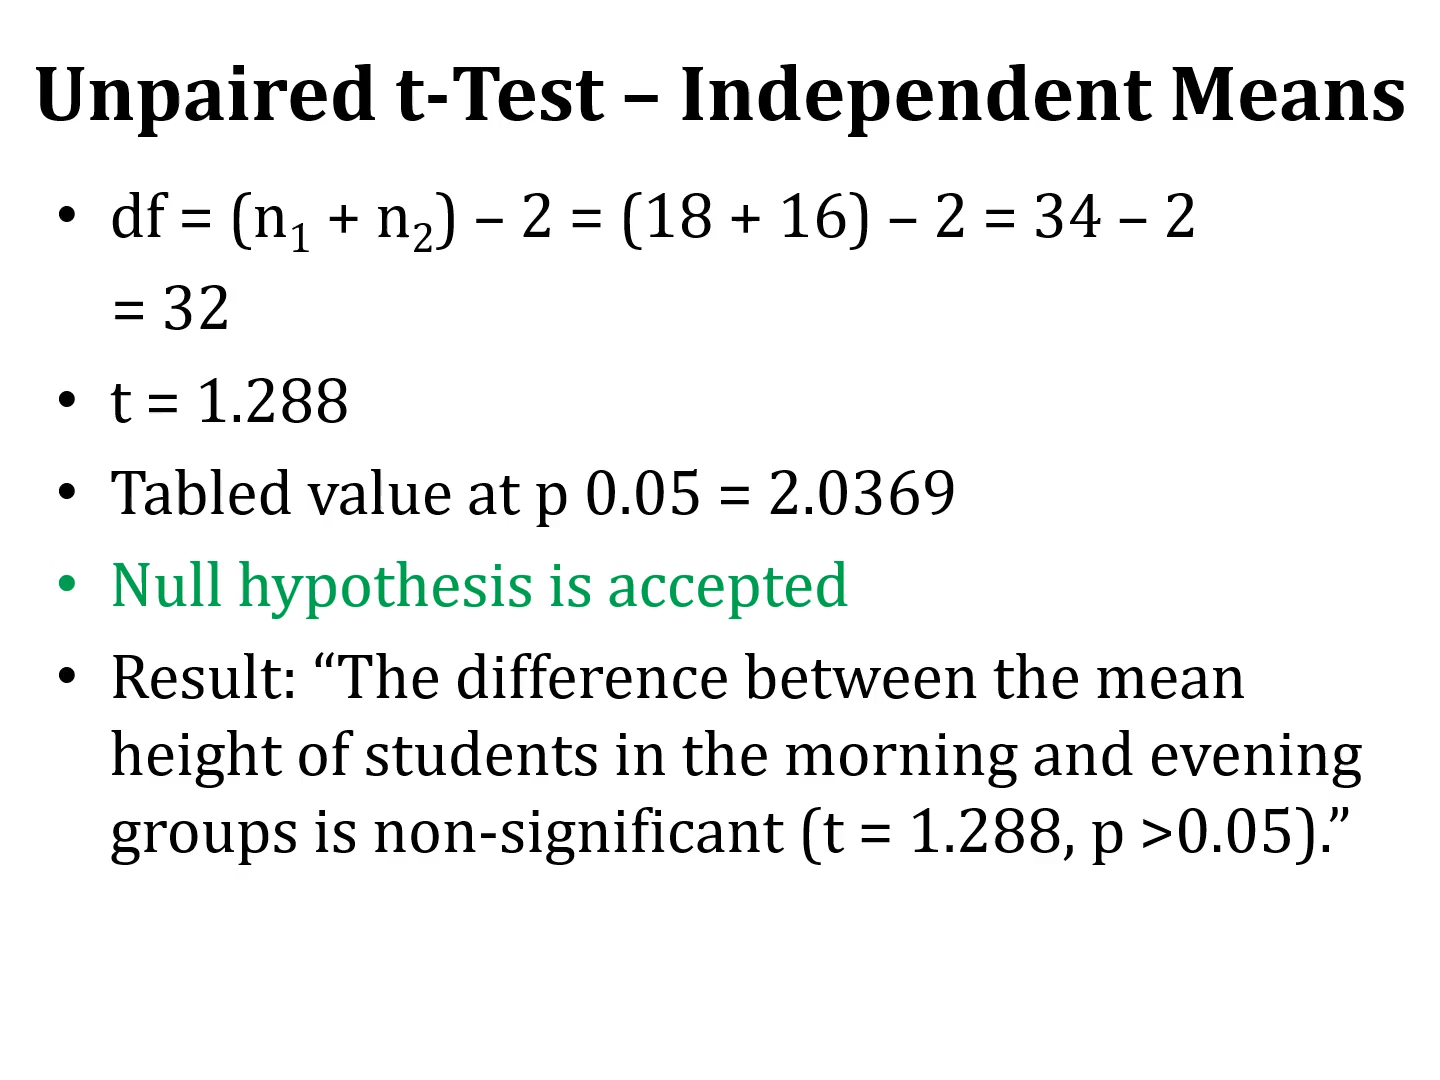 Unpaired t-Test – Independent Means
• df = (n₁ + n₂) – 2 = (18 + 16) – 2 = 34 – 2
= 32
• t = 1.288
• Tabled value at p 0.05 = 2.0369
• Null hypothesis is accepted
• Result: “The difference between the mean
height of students in the morning and evening
groups is non-significant (t = 1.288, p >0.05).”